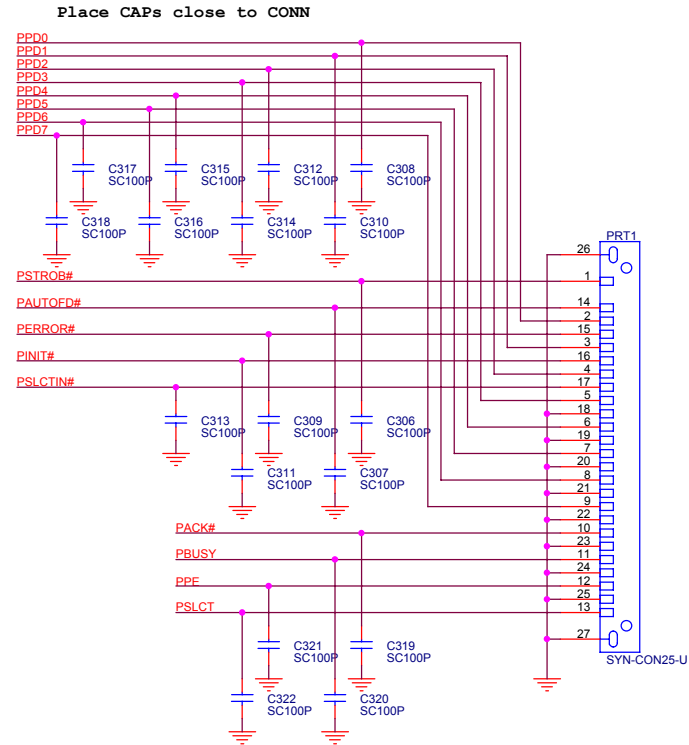 Place CAPs close to CONN
PPD0
PPD1
PPD2
PPD3
PPD4
PPD5
PPD6
PPD7
C317
SC100P
C315
SC100P
C312
SC100P
C308
SC100P
C318
SC100P
C316
SC100P
C314
SC100P
C310
SC100P
PRT1
26
PSTROB#
1
PAUTOFD#
14
2
PERROR#
15
3
PINIT#
16
4
PSLCTIN#
17
5
18
6
19
7
20
8
21
9
22
10
23
11
24
12
25
13
27
C313
SC100P
C309
SC100P
C306
SC100P
C311
SC100P
C307
SC100P
PACK#
PBUSY
PPE
PSLCT
C321
SC100P
C319
SC100P
C322
SC100P
C320
SC100P
SYN-CON25-U